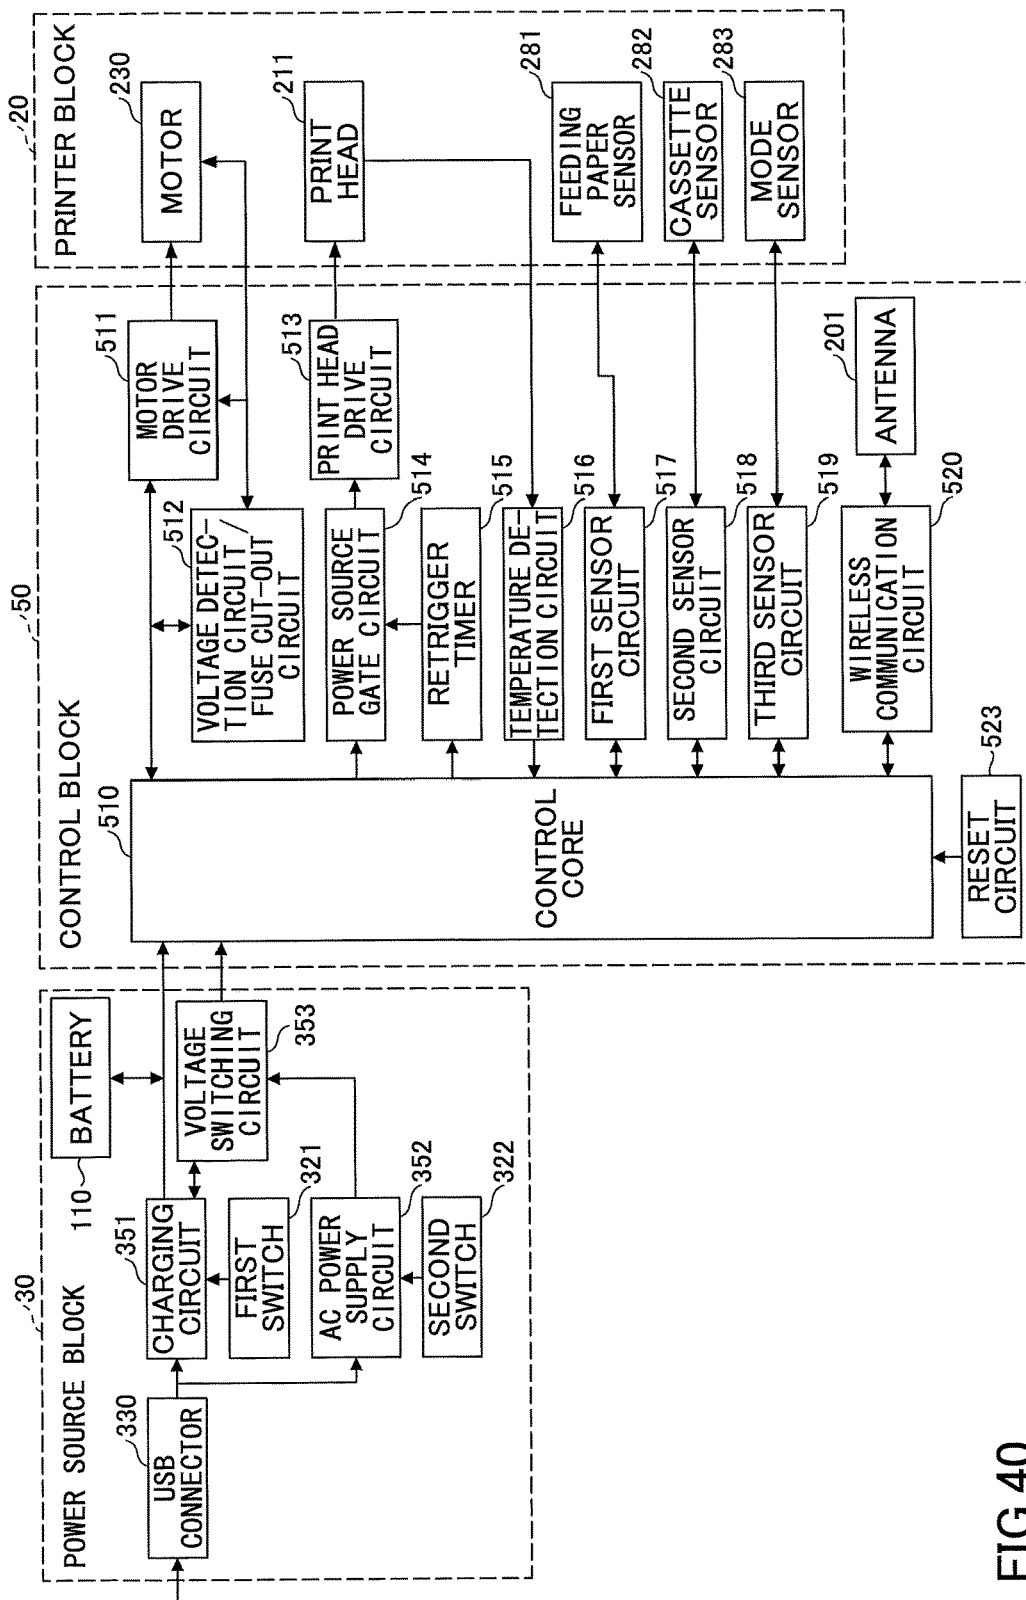 30
POWER SOURCE BLOCK
330
USB
CONNECTOR
351
CHARGING
CIRCUIT
321
FIRST
SWITCH
352
AC POWER
SUPPLY
CIRCUIT
322
SECOND
SWITCH
110
BATTERY
353
VOLTAGE
SWITCHING
CIRCUIT
50
CONTROL BLOCK
510
CONTROL
CORE
523
RESET
CIRCUIT
511
MOTOR
DRIVE
CIRCUIT
512
VOLTAGE DETEC-
TION CIRCUIT/
FUSE CUT-OUT
CIRCUIT
513
PRINT HEAD
DRIVE
CIRCUIT
514
POWER SOURCE
GATE CIRCUIT
515
RETRIGGER
TIMER
516
TEMPERATURE DE-
TECTION CIRCUIT
517
FIRST SENSOR
CIRCUIT
518
SECOND SENSOR
CIRCUIT
519
THIRD SENSOR
CIRCUIT
520
WIRELESS
COMMUNICATION
CIRCUIT
201
ANTENNA
20
PRINTER BLOCK
230
MOTOR
211
PRINT
HEAD
281
FEEDING
PAPER
SENSOR
282
CASSETTE
SENSOR
283
MODE
SENSOR
FIG.40